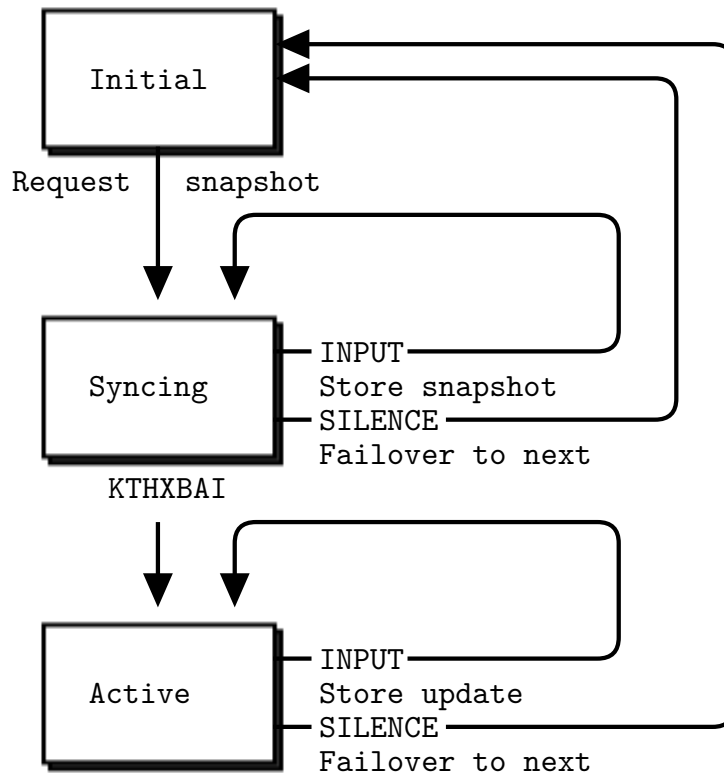 Initial
Request snapshot
INPUT
Syncing
Store snapshot
SILENCE
Failover to next
KTHXBAI
INPUT
Active
Store update
SILENCE
Failover to next